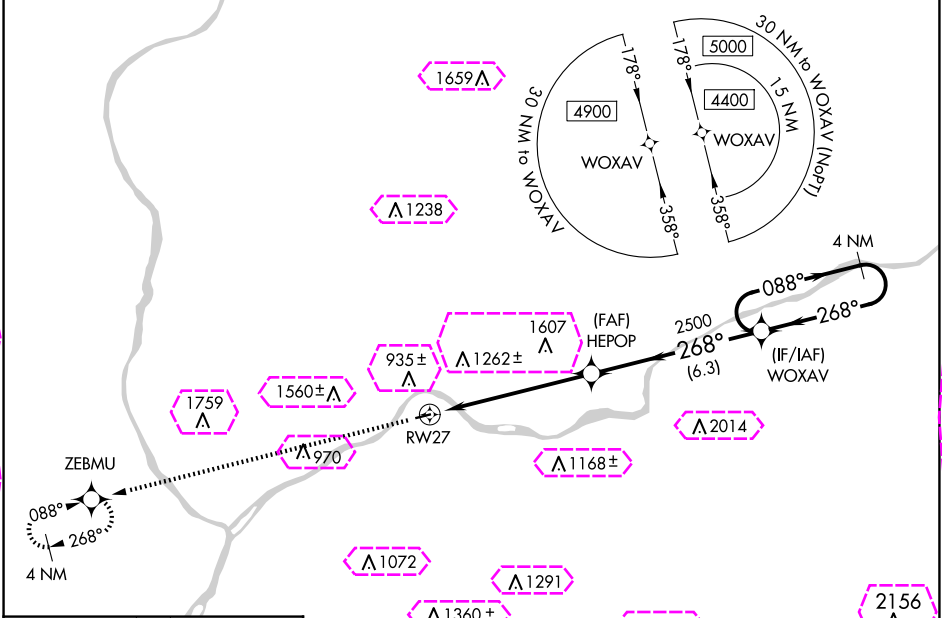 1659
178°
4900
WOXAV
358°
30 NM to WOXAV
178°
5000
4400
WOXAV
15 NM
358°
30 NM to WOXAV (NoPT)
1238
4 NM
088°
268°
(IF/IAF)
WOXAV
2500
268°
(6.3)
(FAF)
HEPOP
1607
1262±
935±
1560±
1759
RW27
970
2014
1168±
ZEBMU
088°
268°
4 NM
1072
1291
1360±
2156